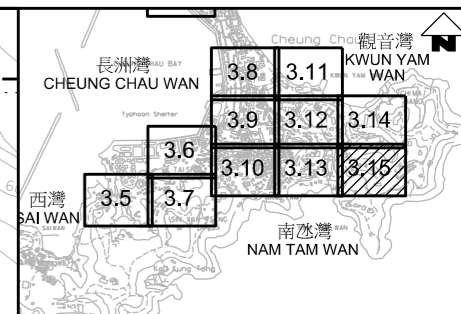 Cheung Chau
觀音灣
KWUN YAM
WAN
N
長洲灣
CHEUNG CHAU WAN
3.8
3.11
Typhoon Shelter
3.9
3.12
3.14
3.6
3.10
3.13
3.15
西灣
SAI WAN
SAI WAN
3.5
3.7
南氹灣
NAM TAM WAN